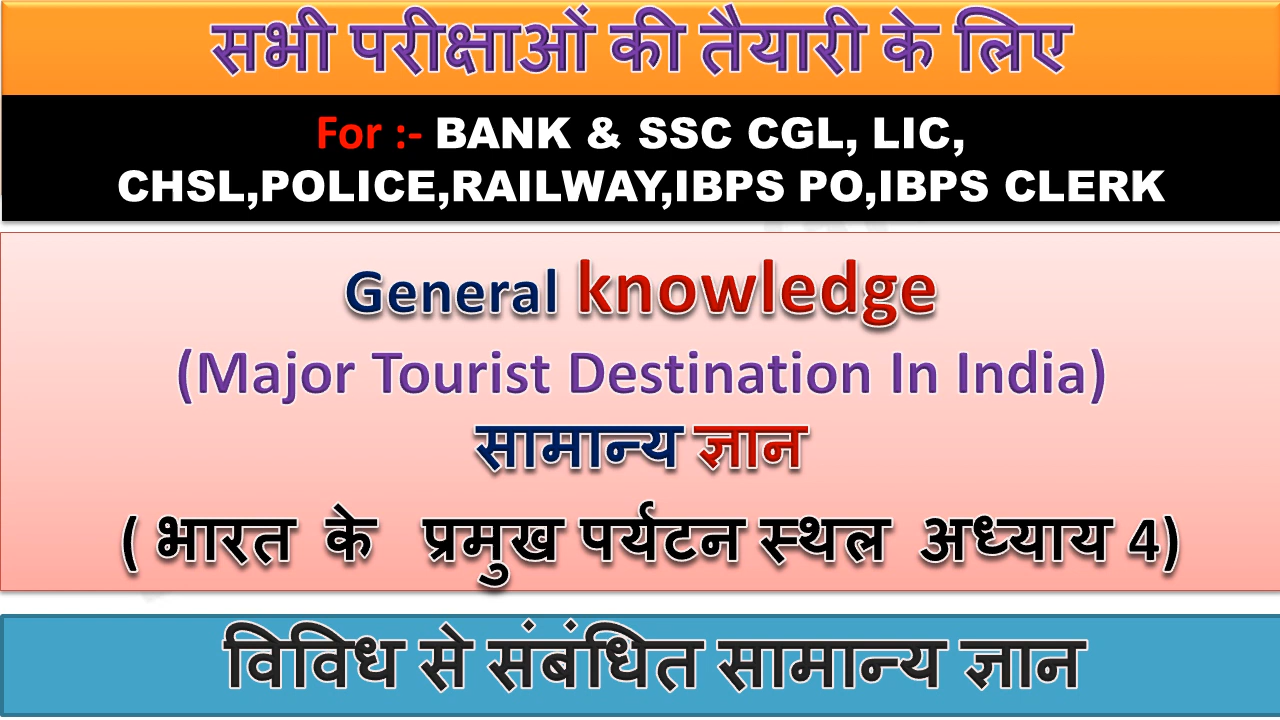 सभी परीक्षाओं की तैयारी के लिए
For :- BANK & SSC CGL, LIC,
CHSL,POLICE,RAILWAY,IBPS PO,IBPS CLERK
General knowledge
(Major Tourist Destination In India)
सामान्य ज्ञान
( भारत के प्रमुख पर्यटन स्थल अध्याय 4)
विविध से संबंधित सामान्य ज्ञान